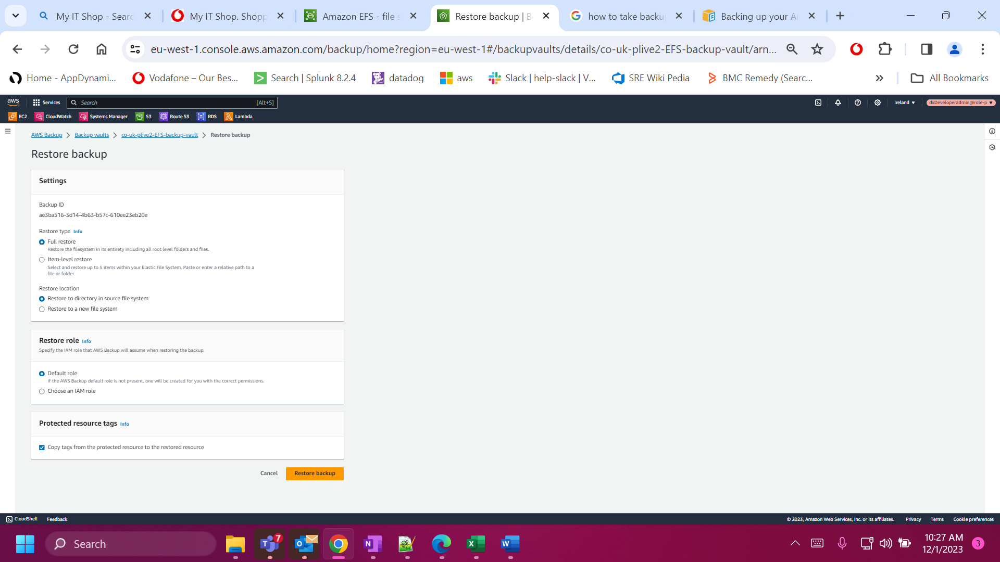 My IT Shop - Searc
My IT Shop. Shopp
Amazon EFS - file s
Restore backup | B
how to take backu
Backing up your A
eu-west-1.console.aws.amazon.com/backup/home?region=eu-west-1#/backupvaults/details/co-uk-plive2-EFS-backup-vault/arn...
Home - AppDynami...
Vodafone – Our Bes...
Search | Splunk 8.2.4
datadog
aws
Slack | help-slack | V...
SRE Wiki Pedia
BMC Remedy (Searc...
All Bookmarks
aws
Services
Search
[Alt+S]
Ireland
dxDeveloperadmin@role-p
EC2
CloudWatch
Systems Manager
S3
Route 53
RDS
Lambda
AWS Backup
Backup vaults
co-uk-plive2-EFS-backup-vault
Restore backup
Restore backup
Settings
Backup ID
ae3ba516-3d14-4b63-b57c-610ee23eb20e
Restore type Info
Full restore
Restore the filesystem in its entirety including all root level folders and files.
Item-level restore
Select and restore up to 5 items within your Elastic File System. Paste or enter a relative path to a
file or folder.
Restore location
Restore to directory in source file system
Restore to a new file system
Restore role Info
Specify the IAM role that AWS Backup will assume when restoring the backup.
Default role
If the AWS Backup default role is not present, one will be created for you with the correct permissions.
Choose an IAM role
Protected resource tags Info
Copy tags from the protected resource to the restored resource
Cancel
Restore backup
CloudShell
Feedback
© 2023, Amazon Web Services, Inc. or its affiliates.
Privacy
Terms
Cookie preferences
Search
7
10:27 AM
12/1/2023
3